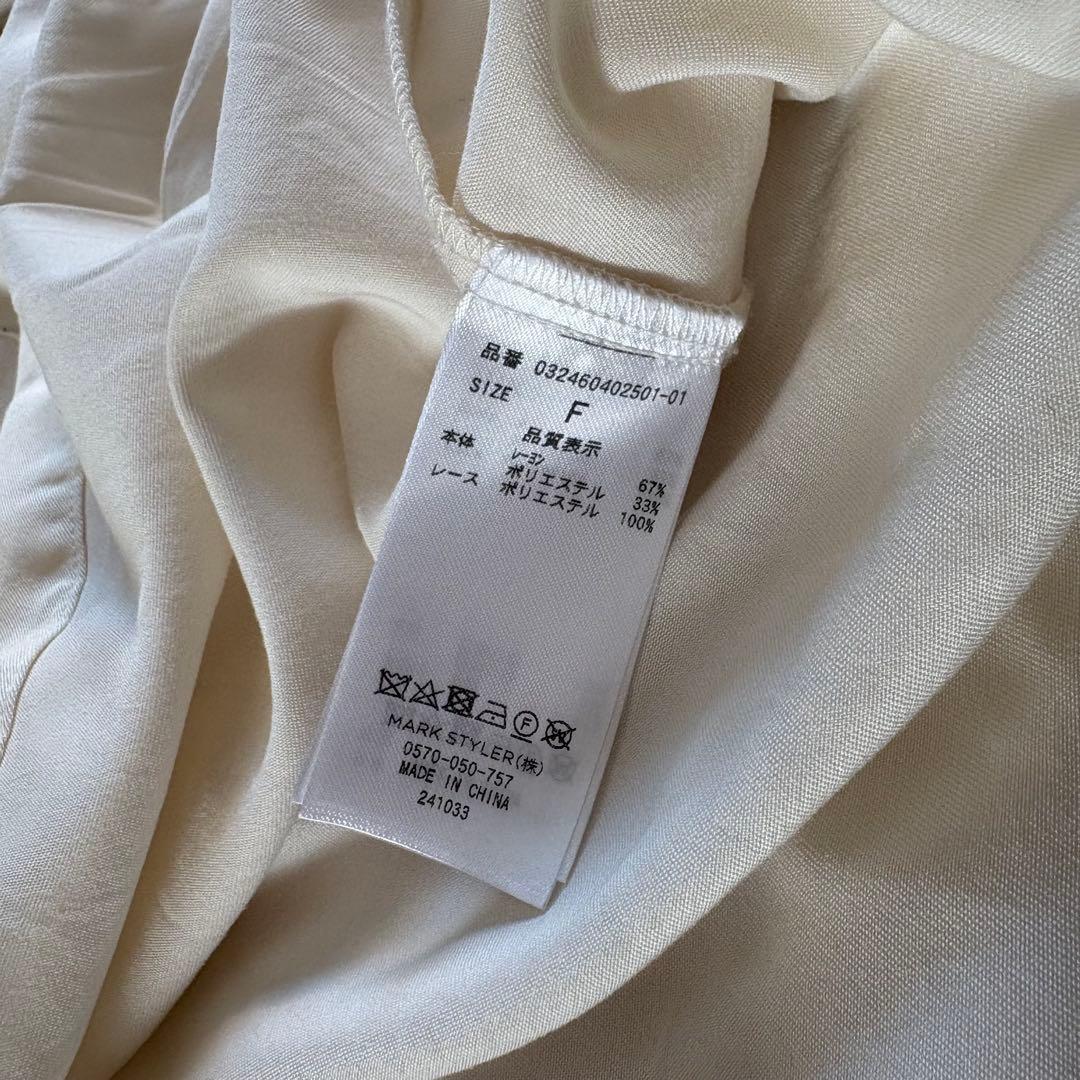 品番 032460402501-01
SIZE F
品質表示
本体 レーヨン 67%
ポリエステル 33%
レース ポリエステル 100%
F W
MARK STYLER(株)
0570-050-757
MADE IN CHINA
241033